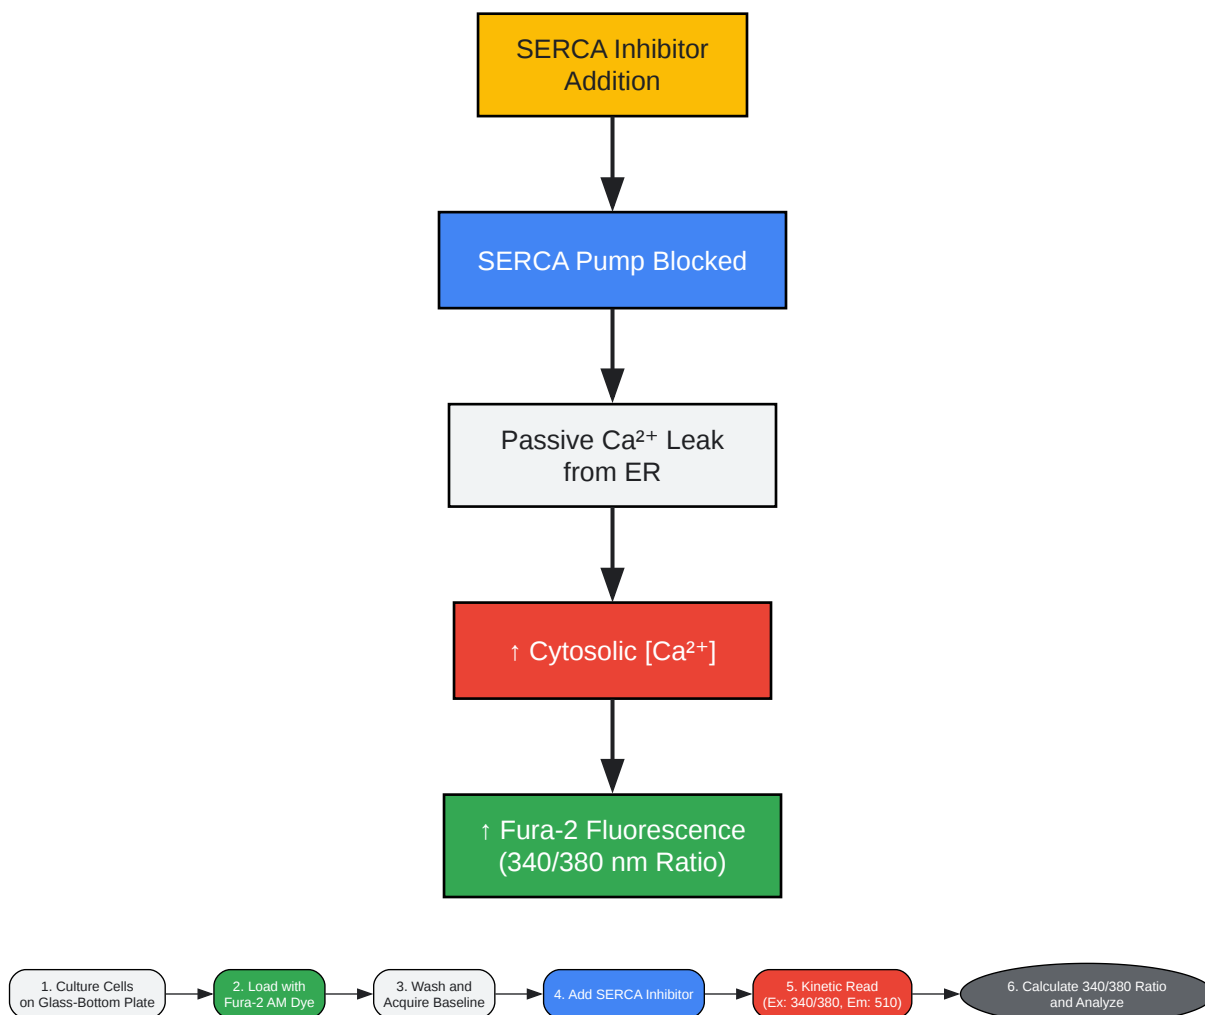 SERCA Inhibitor
Addition
SERCA Pump Blocked
Passive Ca²⁺ Leak
from ER
↑ Cytosolic [Ca²⁺]
↑ Fura-2 Fluorescence
(340/380 nm Ratio)
1. Culture Cells
on Glass-Bottom Plate
2. Load with
Fura-2 AM Dye
3. Wash and
Acquire Baseline
4. Add SERCA Inhibitor
5. Kinetic Read
(Ex: 340/380, Em: 510)
6. Calculate 340/380 Ratio
and Analyze